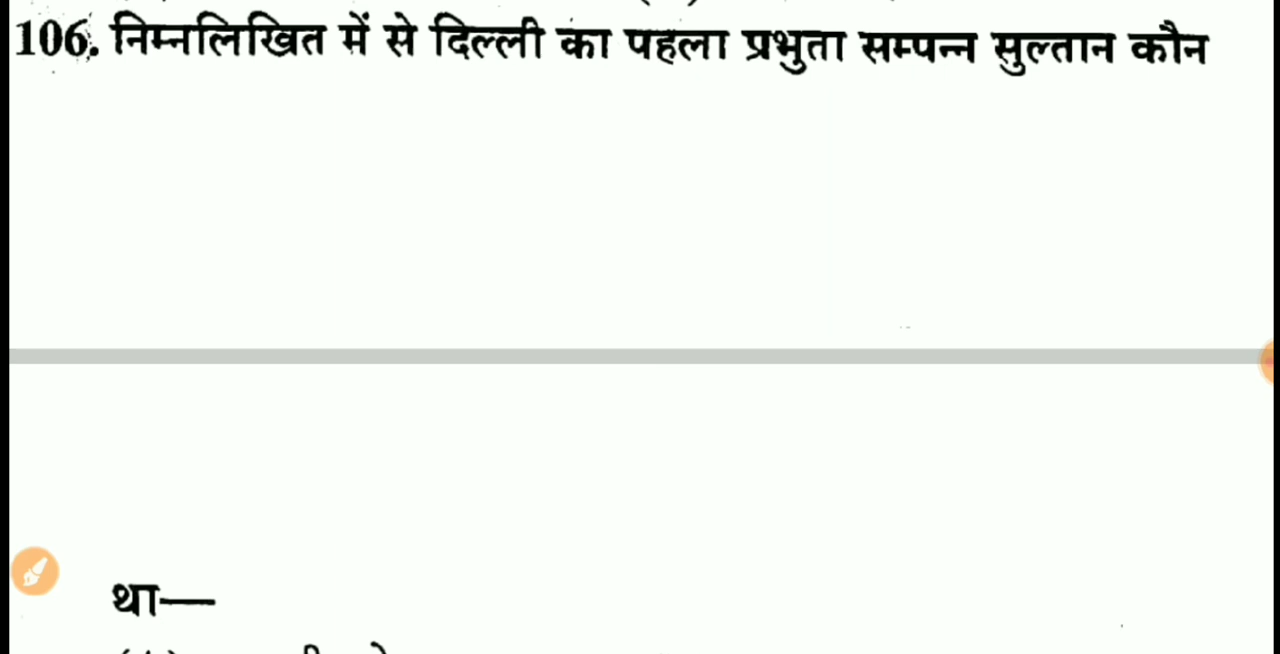 106. निम्नलिखित में से दिल्ली का पहला प्रभुता सम्पन्न सुल्तान कौन
था—